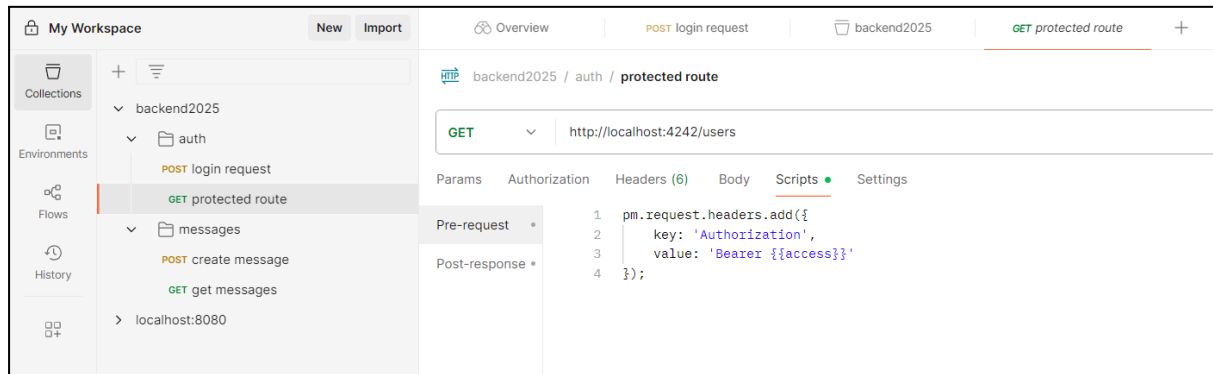 My Workspace New Import
Overview POST login request backend2025 GET protected route
Collections
Environments
Flows
History
backend2025
auth
POST login request
GET protected route
messages
POST create message
GET get messages
localhost:8080
HTTP backend2025 / auth / protected route
GET http://localhost:4242/users
Params Authorization Headers (6) Body Scripts Settings
Pre-request
Post-response
1 pm.request.headers.add({
2 key: 'Authorization',
3 value: 'Bearer {{access}}'
4 });